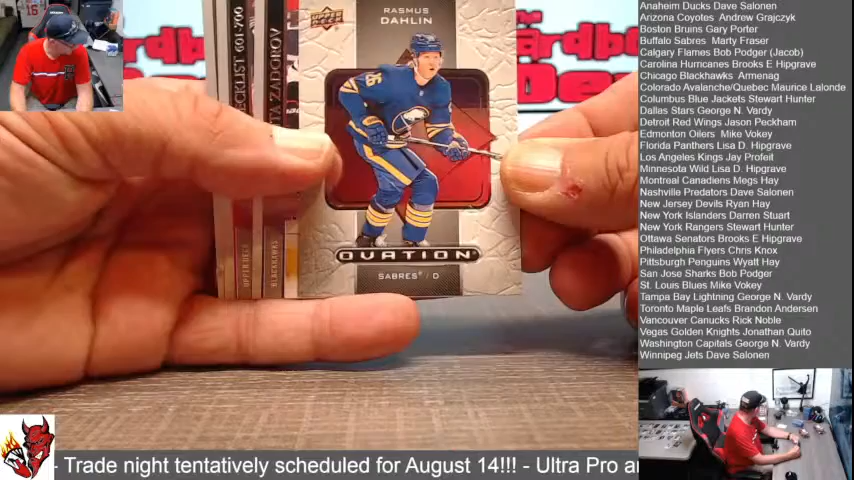 Anaheim Ducks Dave Salonen
Arizona Coyotes Andrew Grajczyk
Boston Bruins Gary Porter
Buffalo Sabres Marty Fraser
Calgary Flames Bob Podger (Jacob)
Carolina Hurricanes Brooks E Hipgrave
Chicago Blackhawks Armenag
Colorado Avalanche/Quebec Maurice Lalonde
Columbus Blue Jackets Stewart Hunter
Dallas Stars George N. Vardy
Detroit Red Wings Jason Peckham
Edmonton Oilers Mike Vokey
Florida Panthers Lisa D. Hipgrave
Los Angeles Kings Jay Profeit
Minnesota Wild Lisa D. Hipgrave
Montreal Canadiens Megs Hay
Nashville Predators Dave Salonen
New Jersey Devils Ryan Hay
New York Islanders Darren Stuart
New York Rangers Stewart Hunter
Ottawa Senators Brooks E Hipgrave
Philadelphia Flyers Chris Knox
Pittsburgh Penguins Wyatt Hay
San Jose Sharks Bob Podger
St. Louis Blues Mike Vokey
Tampa Bay Lightning George N. Vardy
Toronto Maple Leafs Brandon Andersen
Vancouver Canucks Rick Noble
Vegas Golden Knights Jonathan Quito
Washington Capitals George N. Vardy
Winnipeg Jets Dave Salonen
UPPER DECK
RASMUS
DAHLIN
OVATION
SABRES / D
CKLIST 601-700
UPPER DECK
TA ZADOROV
BLACKHAWKS
- Trade night tentatively scheduled for August 14!!! - Ultra Pro a